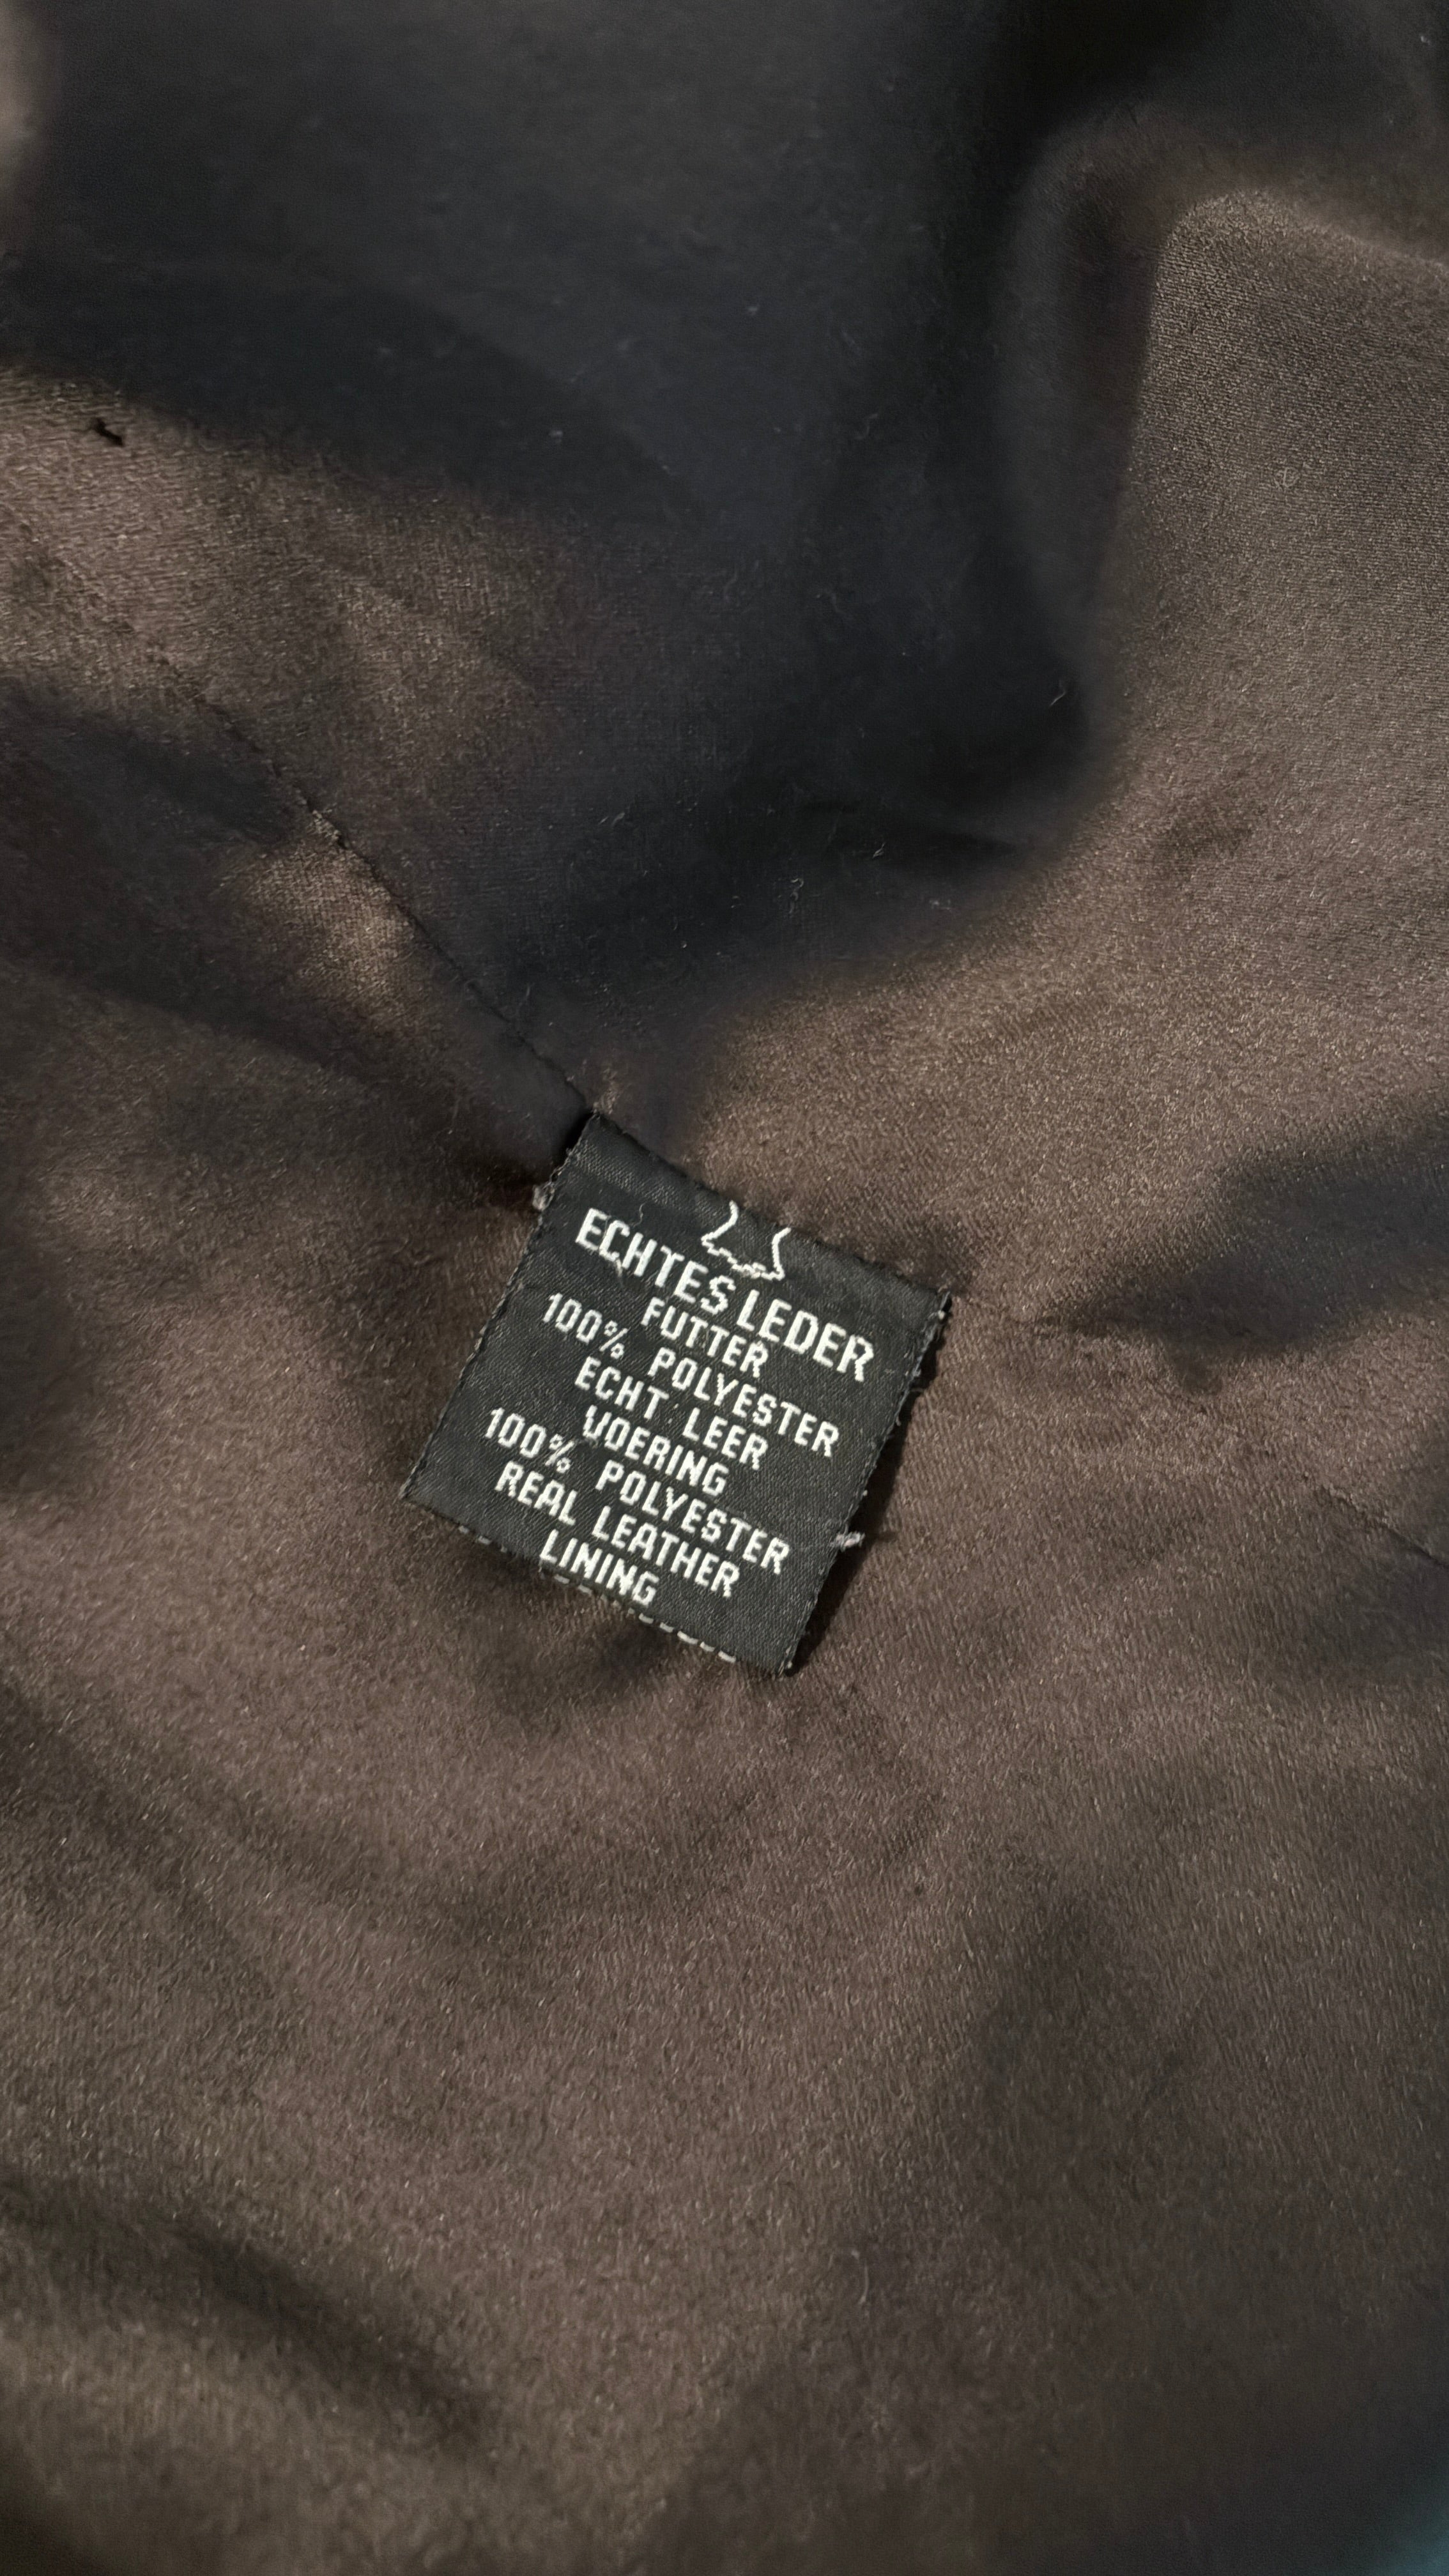 ECHTES LEDER
FUTTER
100% POLYESTER
ECHT LEER
VOERING
100% POLYESTER
REAL LEATHER
LINING